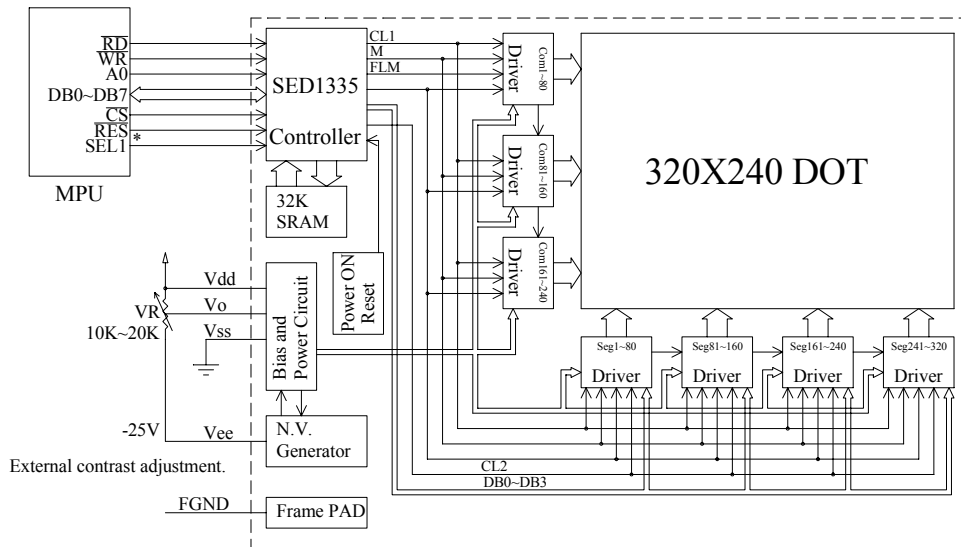 RD
WR
A0
DB0~DB7
CS
RES
SEL1 *
MPU
SED1335
Controller
32K
SRAM
CL1
M
FLM
Driver
Com1~80
Driver
Com81~160
Driver
Com161~240
320X240 DOT
Power ON
Reset
Vdd
VR
Vo
10K~20K
Vss
Bias and
Power Circuit
-25V
Vee
N.V.
Generator
External contrast adjustment.
FGND
Frame PAD
Seg1~80
Driver
Seg81~160
Driver
Seg161~240
Driver
Seg241~320
Driver
CL2
DB0~DB3